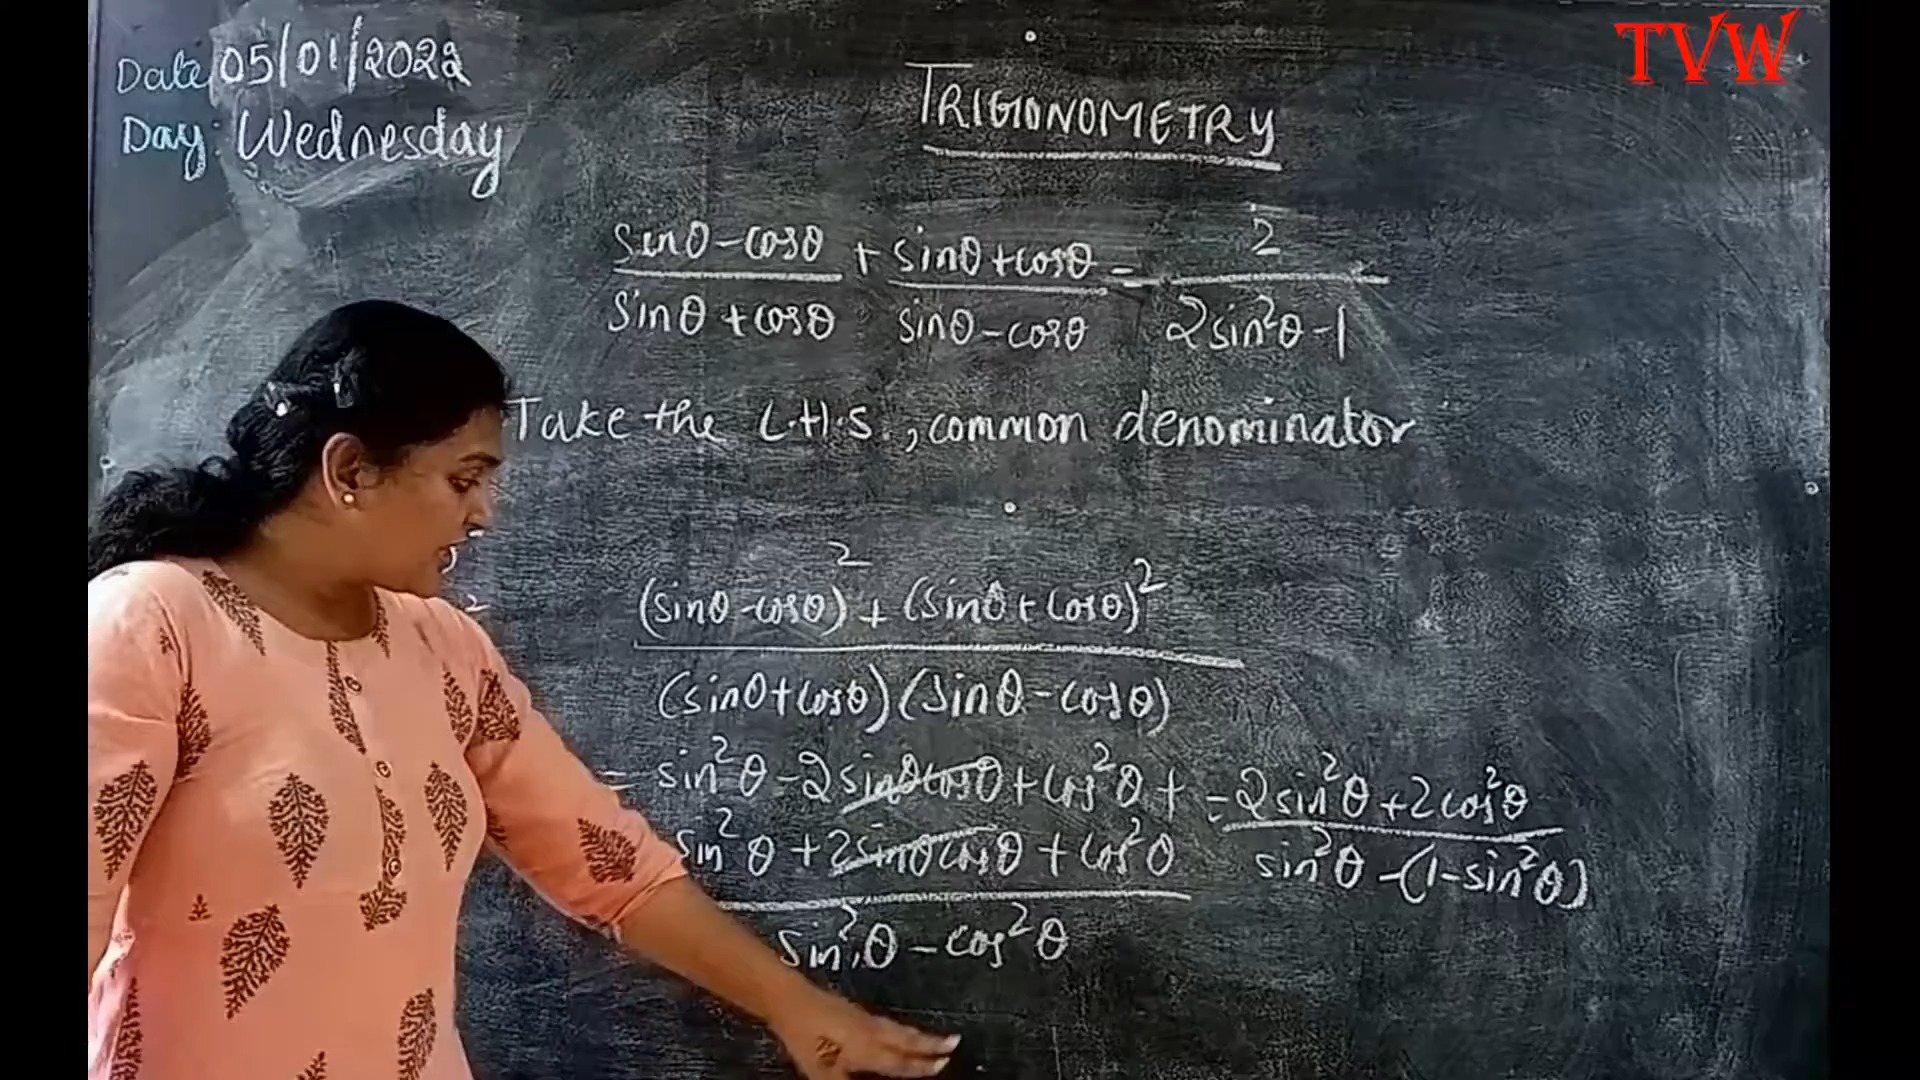 TVW
Date 05/01/2022
Day: Wednesday
TRIGONOMETRY
sinθ-cosθ + sinθ+cosθ = 2
sinθ+cosθ sinθ-cosθ 2sin²θ-1
Take the L.H.S., common denominator
(sinθ-cosθ)² + (sinθ+cosθ)²
(sinθ+cosθ)(sinθ-cosθ)
= sin²θ-2sinθcosθ+cos²θ+
sin²θ+2sinθcosθ+cos²θ
sin²θ-cos²θ
= 2sin²θ+2cos²θ
sin²θ-(1-sin²θ)